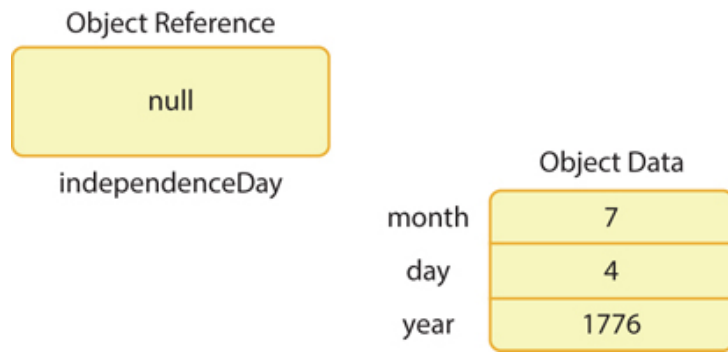 Object Reference
null
independenceDay
Object Data
month 7
day 4
year 1776